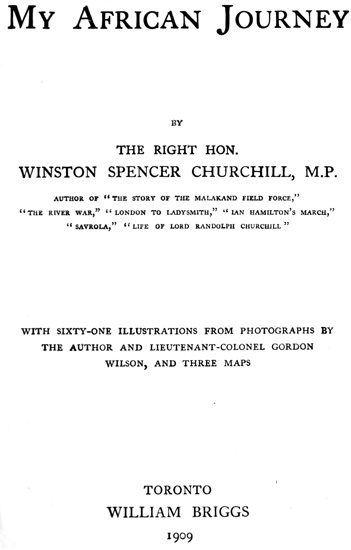 MY AFRICAN JOURNEY
BY
THE RIGHT HON.
WINSTON SPENCER CHURCHILL, M.P.
AUTHOR OF "THE STORY OF THE MALAKAND FIELD FORCE,"
"THE RIVER WAR," "LONDON TO LADYSMITH," "IAN HAMILTON'S MARCH,"
"SAVROLA," "LIFE OF LORD RANDOLPH CHURCHILL"
WITH SIXTY-ONE ILLUSTRATIONS FROM PHOTOGRAPHS BY
THE AUTHOR AND LIEUTENANT-COLONEL GORDON
WILSON, AND THREE MAPS
TORONTO
WILLIAM BRIGGS
1909